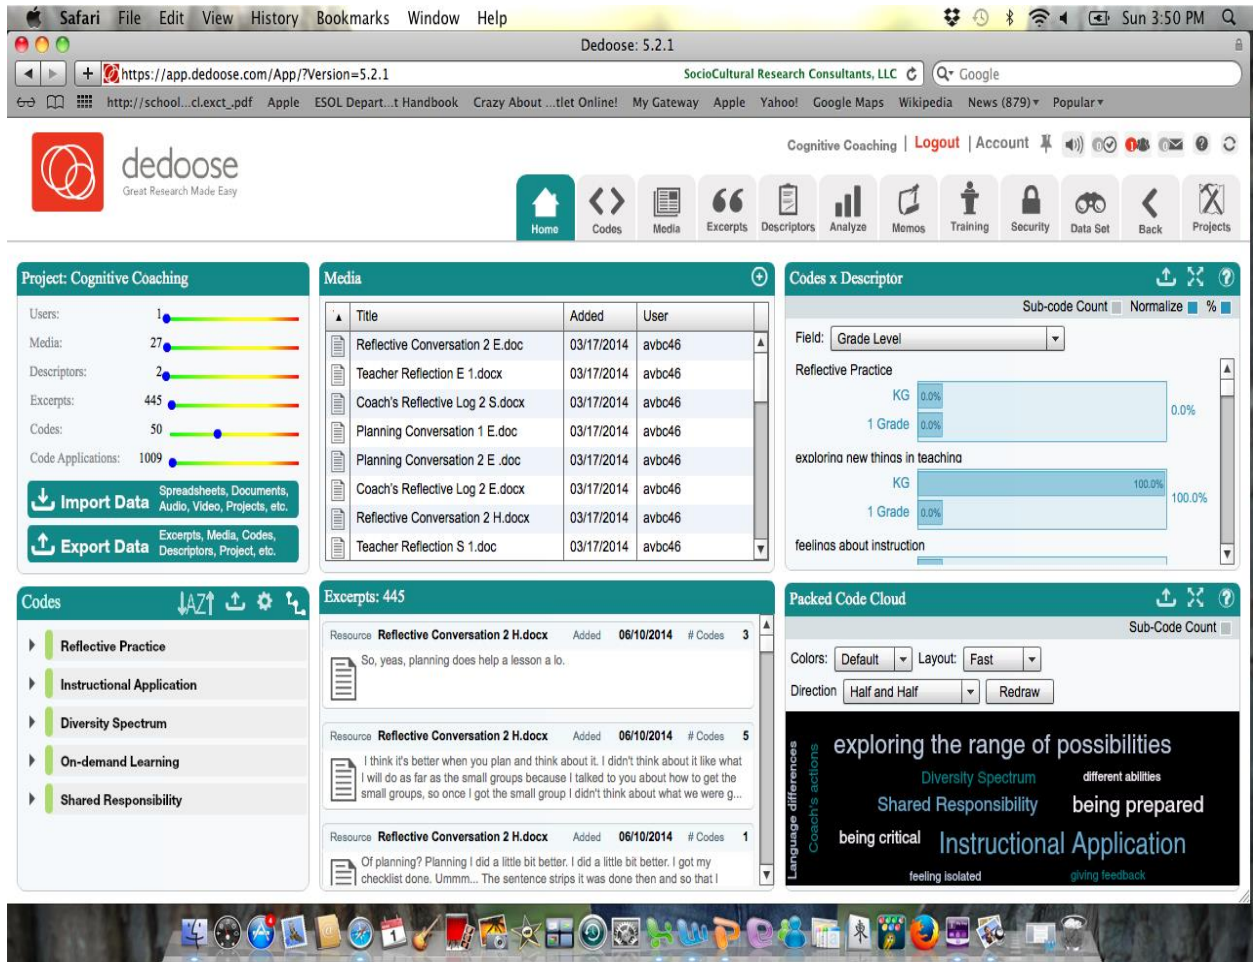 Safari File Edit View History Bookmarks Window Help Sun 3:50 PM
Dedoose: 5.2.1
https://app.dedoose.com/App/?Version=5.2.1 SocioCultural Research Consultants, LLC Google
http://school...cl.exct_.pdf Apple ESOL Depart...t Handbook Crazy About ...tlet Online! My Gateway Apple Yahoo! Google Maps Wikipedia News (879) Popular
Cognitive Coaching | Logout | Account
dedoose
Great Research Made Easy
Home Codes Media Excerpts Descriptors Analyze Memos Training Security Data Set Back Projects
Project: Cognitive Coaching
Users: 1
Media: 27
Descriptors: 2
Excerpts: 445
Codes: 50
Code Applications: 1009
Import Data Spreadsheets, Documents,
Audio, Video, Projects, etc.
Export Data Excerpts, Media, Codes,
Descriptors, Project, etc.
Media
Title Added User
Reflective Conversation 2 E.doc 03/17/2014 avbc46
Teacher Reflection E 1.docx 03/17/2014 avbc46
Coach's Reflective Log 2 S.docx 03/17/2014 avbc46
Planning Conversation 1 E.doc 03/17/2014 avbc46
Planning Conversation 2 E .doc 03/17/2014 avbc46
Coach's Reflective Log 2 E.docx 03/17/2014 avbc46
Reflective Conversation 2 H.docx 03/17/2014 avbc46
Teacher Reflection S 1.doc 03/17/2014 avbc46
Codes x Descriptor
Sub-code Count Normalize %
Field: Grade Level
Reflective Practice
KG 0.0%
1 Grade 0.0%
0.0%
exploring new things in teaching
KG 100.0%
1 Grade 0.0%
100.0%
feelings about instruction
Codes AZ
Reflective Practice
Instructional Application
Diversity Spectrum
On-demand Learning
Shared Responsibility
Excerpts: 445
Resource Reflective Conversation 2 H.docx Added 06/10/2014 # Codes 3
So, yeas, planning does help a lesson a lo.
Resource Reflective Conversation 2 H.docx Added 06/10/2014 # Codes 5
I think it's better when you plan and think about it. I didn't think about it like what
I will do as far as the small groups because I talked to you about how to get the
small groups, so once I got the small group I didn't think about what we were g...
Resource Reflective Conversation 2 H.docx Added 06/10/2014 # Codes 1
Of planning? Planning I did a little bit better. I did a little bit better. I got my
checklist done. Ummm... The sentence strips it was done then and so that I
Packed Code Cloud
Sub-Code Count
Colors: Default Layout: Fast
Direction Half and Half Redraw
Language differences
Coach's actions
exploring the range of possibilities
Diversity Spectrum different abilities
Shared Responsibility being prepared
being critical Instructional Application
feeling isolated giving feedback